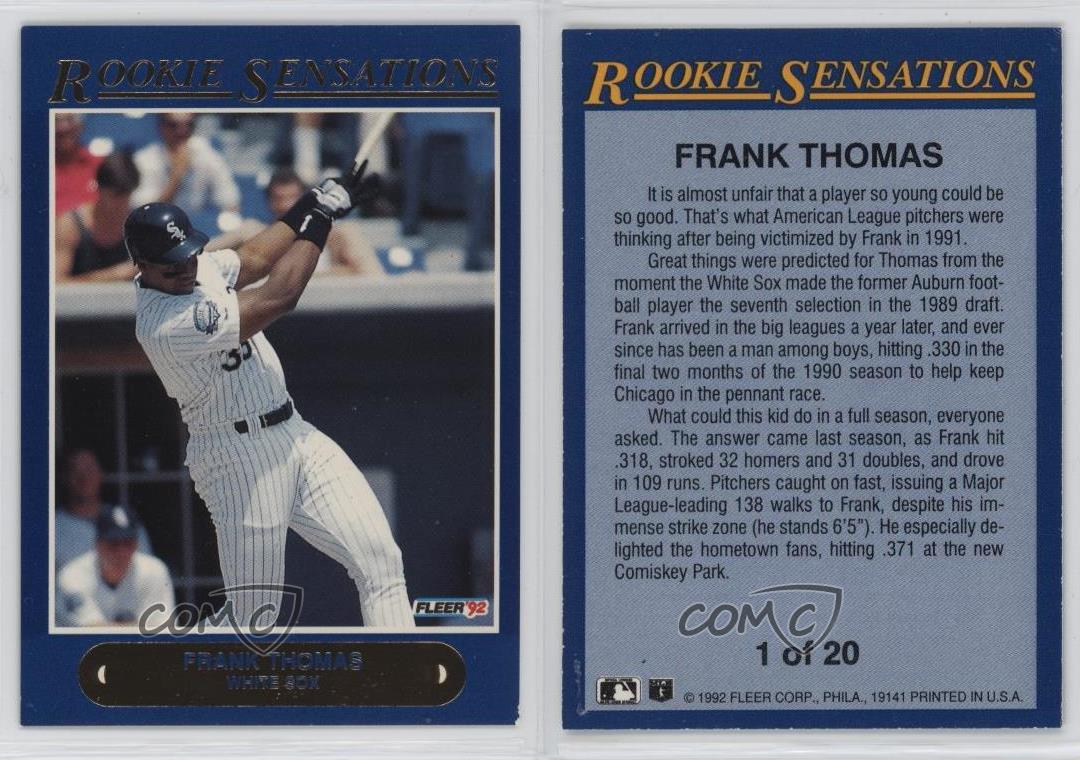 ROOKIE SENSATIONS
Sox
35
FLEER '92
COMC
FRANK THOMAS
WHITE SOX
ROOKIE SENSATIONS
FRANK THOMAS
It is almost unfair that a player so young could be
so good. That's what American League pitchers were
thinking after being victimized by Frank in 1991.
Great things were predicted for Thomas from the
moment the White Sox made the former Auburn foot-
ball player the seventh selection in the 1989 draft.
Frank arrived in the big leagues a year later, and ever
since has been a man among boys, hitting .330 in the
final two months of the 1990 season to help keep
Chicago in the pennant race.
What could this kid do in a full season, everyone
asked. The answer came last season, as Frank hit
.318, stroked 32 homers and 31 doubles, and drove
in 109 runs. Pitchers caught on fast, issuing a Major
League-leading 138 walks to Frank, despite his im-
mense strike zone (he stands 6'5"). He especially de-
lighted the hometown fans, hitting .371 at the new
Comiskey Park.
COMC
1 of 20
© 1992 FLEER CORP., PHILA., 19141 PRINTED IN U.S.A.